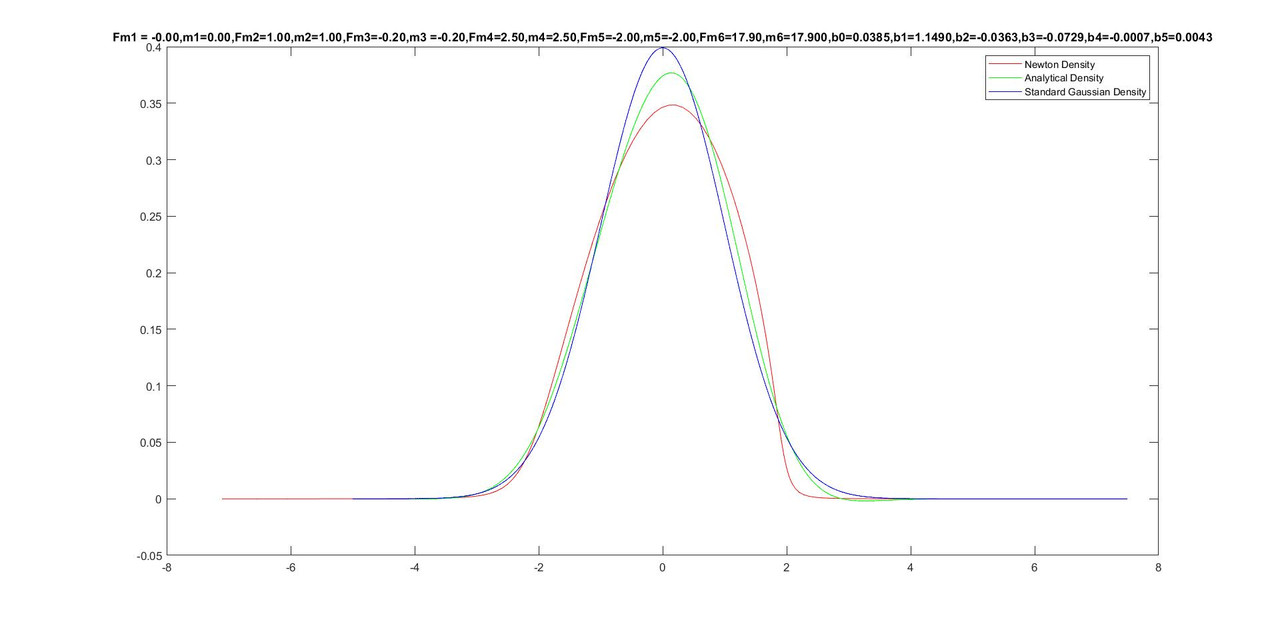 Fm1 = -0.00,m1=0.00,Fm2=1.00,m2=1.00,Fm3=-0.20,m3 =-0.20,Fm4=2.50,m4=2.50,Fm5=-2.00,m5=-2.00,Fm6=17.90,m6=17.900,b0=0.0385,b1=1.1490,b2=-0.0363,b3=-0.0729,b4=-0.0007,b5=0.0043
Newton Density
Analytical Density
Standard Gaussian Density
0.4
0.35
0.3
0.25
0.2
0.15
0.1
0.05
0
-0.05
-8 -6 -4 -2 0 2 4 6 8